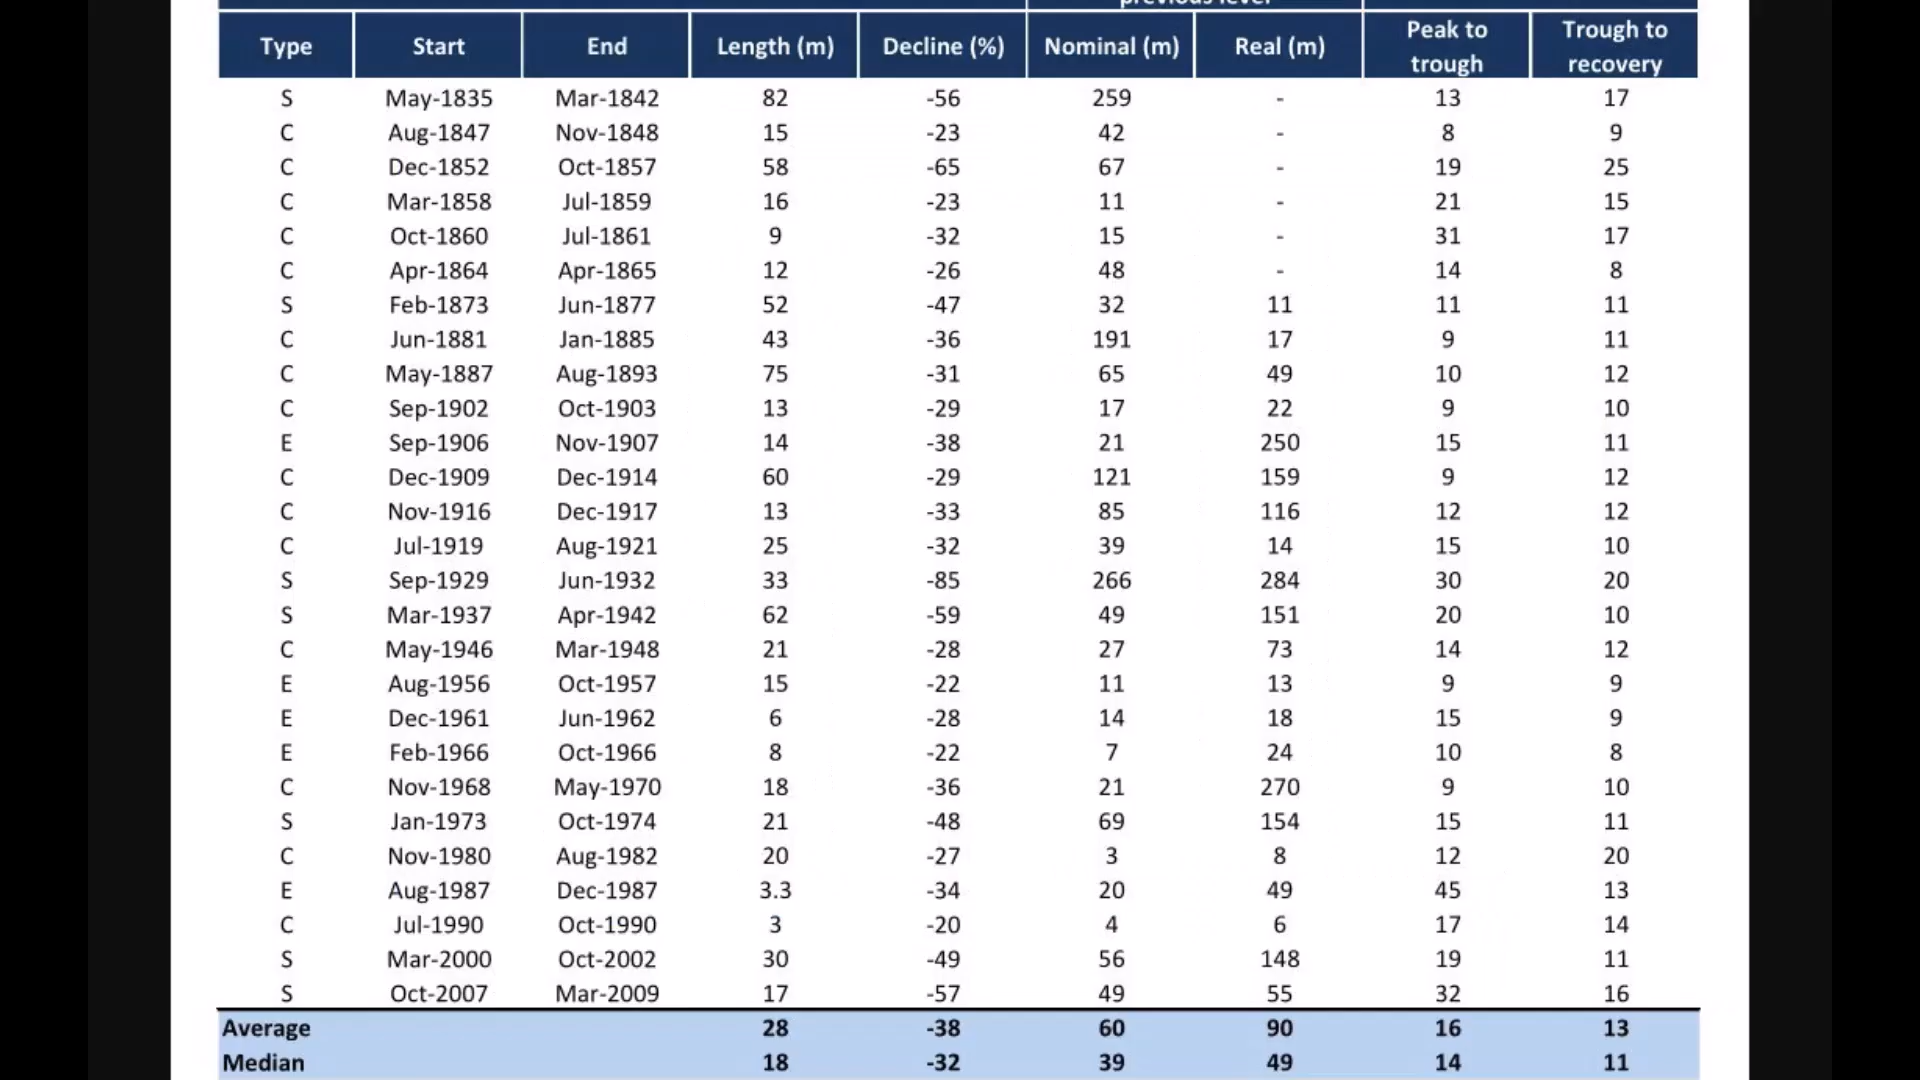 previous level
Type Start End Length (m) Decline (%) Nominal (m) Real (m) Peak to trough Trough to recovery
S May-1835 Mar-1842 82 -56 259 - 13 17
C Aug-1847 Nov-1848 15 -23 42 - 8 9
C Dec-1852 Oct-1857 58 -65 67 - 19 25
C Mar-1858 Jul-1859 16 -23 11 - 21 15
C Oct-1860 Jul-1861 9 -32 15 - 31 17
C Apr-1864 Apr-1865 12 -26 48 - 14 8
S Feb-1873 Jun-1877 52 -47 32 11 11 11
C Jun-1881 Jan-1885 43 -36 191 17 9 11
C May-1887 Aug-1893 75 -31 65 49 10 12
C Sep-1902 Oct-1903 13 -29 17 22 9 10
E Sep-1906 Nov-1907 14 -38 21 250 15 11
C Dec-1909 Dec-1914 60 -29 121 159 9 12
C Nov-1916 Dec-1917 13 -33 85 116 12 12
C Jul-1919 Aug-1921 25 -32 39 14 15 10
S Sep-1929 Jun-1932 33 -85 266 284 30 20
S Mar-1937 Apr-1942 62 -59 49 151 20 10
C May-1946 Mar-1948 21 -28 27 73 14 12
E Aug-1956 Oct-1957 15 -22 11 13 9 9
E Dec-1961 Jun-1962 6 -28 14 18 15 9
E Feb-1966 Oct-1966 8 -22 7 24 10 8
C Nov-1968 May-1970 18 -36 21 270 9 10
S Jan-1973 Oct-1974 21 -48 69 154 15 11
C Nov-1980 Aug-1982 20 -27 3 8 12 20
E Aug-1987 Dec-1987 3.3 -34 20 49 45 13
C Jul-1990 Oct-1990 3 -20 4 6 17 14
S Mar-2000 Oct-2002 30 -49 56 148 19 11
S Oct-2007 Mar-2009 17 -57 49 55 32 16
Average 28 -38 60 90 16 13
Median 18 -32 39 49 14 11